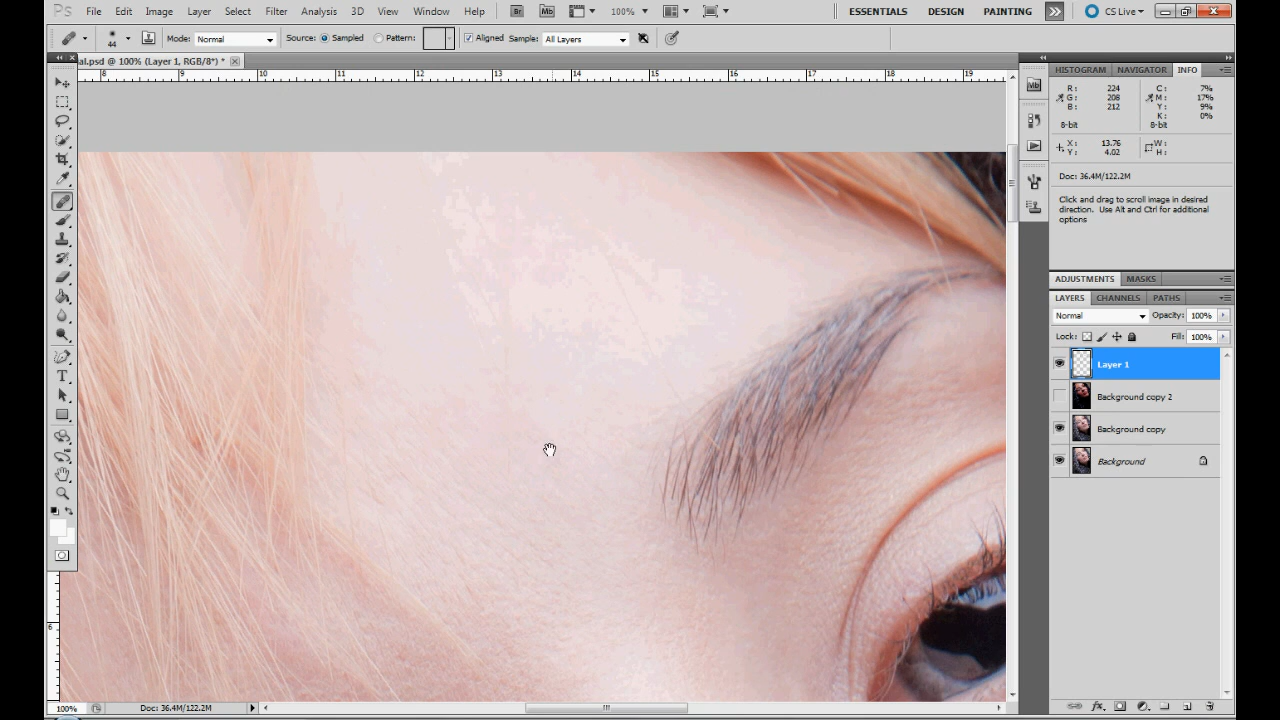 Ps File Edit Image Layer Select Filter Analysis 3D View Window Help Br Mb 100% ESSENTIALS DESIGN PAINTING CS Live
44 Mode: Normal Source: Sampled Pattern: Aligned Sample: All Layers
al.psd @ 100% (Layer 1, RGB/8*) *
8 9 10 11 12 13 14 15 16 17 18 19
HISTOGRAM NAVIGATOR INFO
Mb
R: 224 C: 7%
G: 208 M: 17%
B: 212 Y: 9%
K: 0%
8-bit 8-bit
X: 13.76 W:
Y: 4.02 H:
Doc: 36.4M/122.2M
Click and drag to scroll image in desired
direction. Use Alt and Ctrl for additional
options
ADJUSTMENTS MASKS
LAYERS CHANNELS PATHS
Normal Opacity: 100%
Lock: Fill: 100%
Layer 1
T
Background copy 2
Background copy
Background
fx
6
100% Doc: 36.4M/122.2M